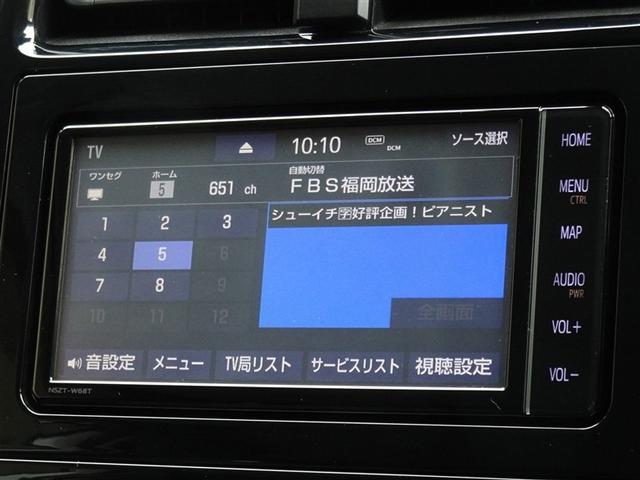 TV
10:10
DCM
DCM
ソース選択
ワンセグ
ホーム
5
651 ch
自動切替
FBS福岡放送
シューイチ🈑好評企画!ピアニスト
1 2 3
4 5 6
7 8 9
10 11 12
全画面
音設定
メニュー
TV局リスト
サービスリスト
視聴設定
NSZT-W68T
HOME
MENU
CTRL
MAP
AUDIO
PWR
VOL+
VOL-